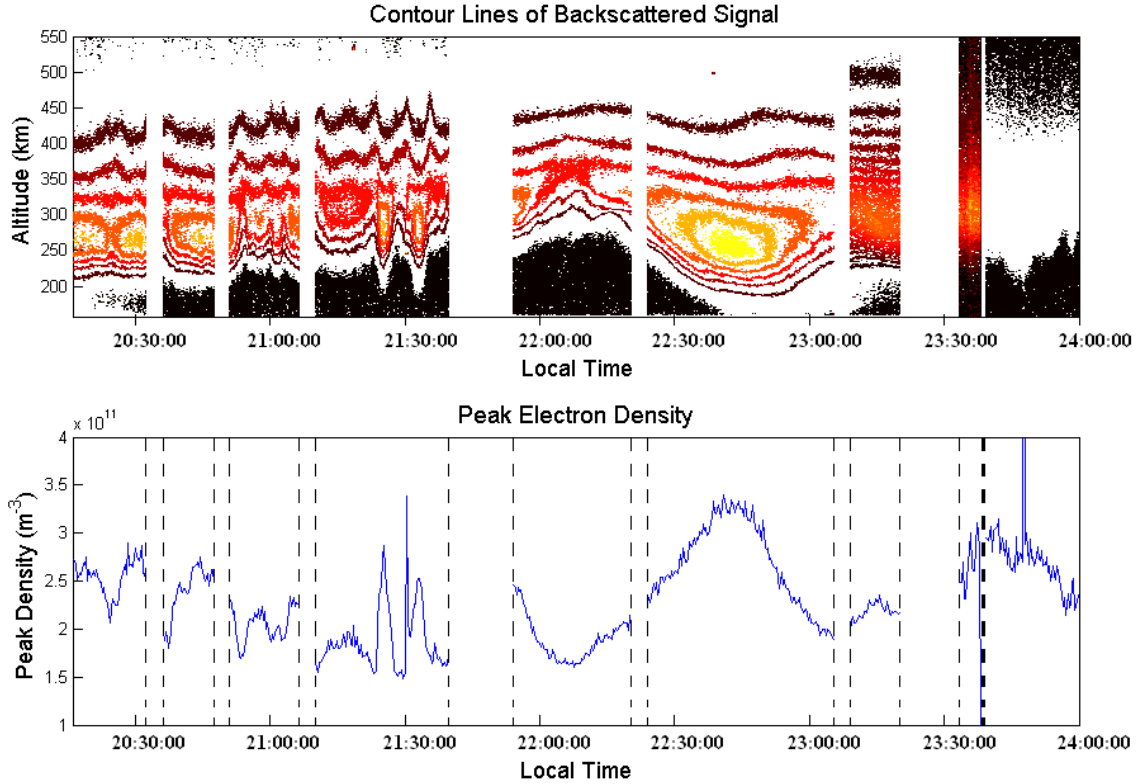 Contour Lines of Backscattered Signal
550
500
450
400
350
300
250
200
Altitude (km)
20:30:00 21:00:00 21:30:00 22:00:00 22:30:00 23:00:00 23:30:00 24:00:00
Local Time
Peak Electron Density
x 10^11
4
3.5
3
2.5
2
1.5
1
Peak Density (m^-3)
20:30:00 21:00:00 21:30:00 22:00:00 22:30:00 23:00:00 23:30:00 24:00:00
Local Time